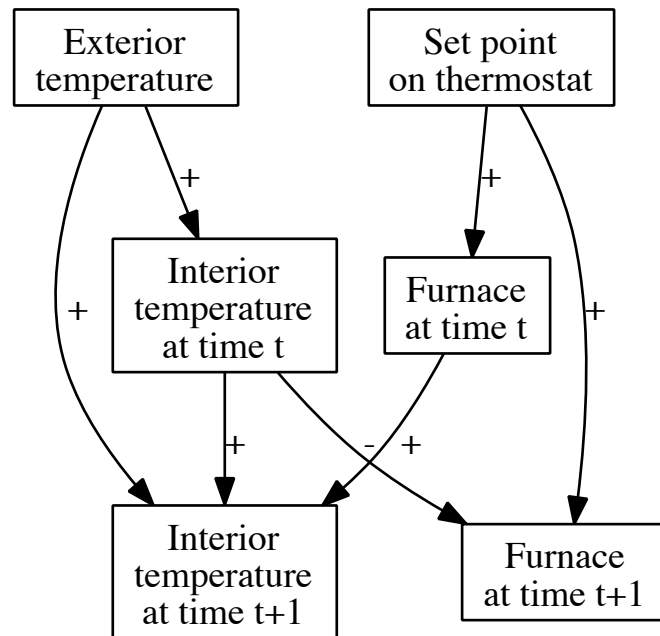 Exterior
temperature
Set point
on thermostat
+
+
Interior
temperature
at time t
Furnace
at time t
+
+
+
-
+
Interior
temperature
at time t+1
Furnace
at time t+1